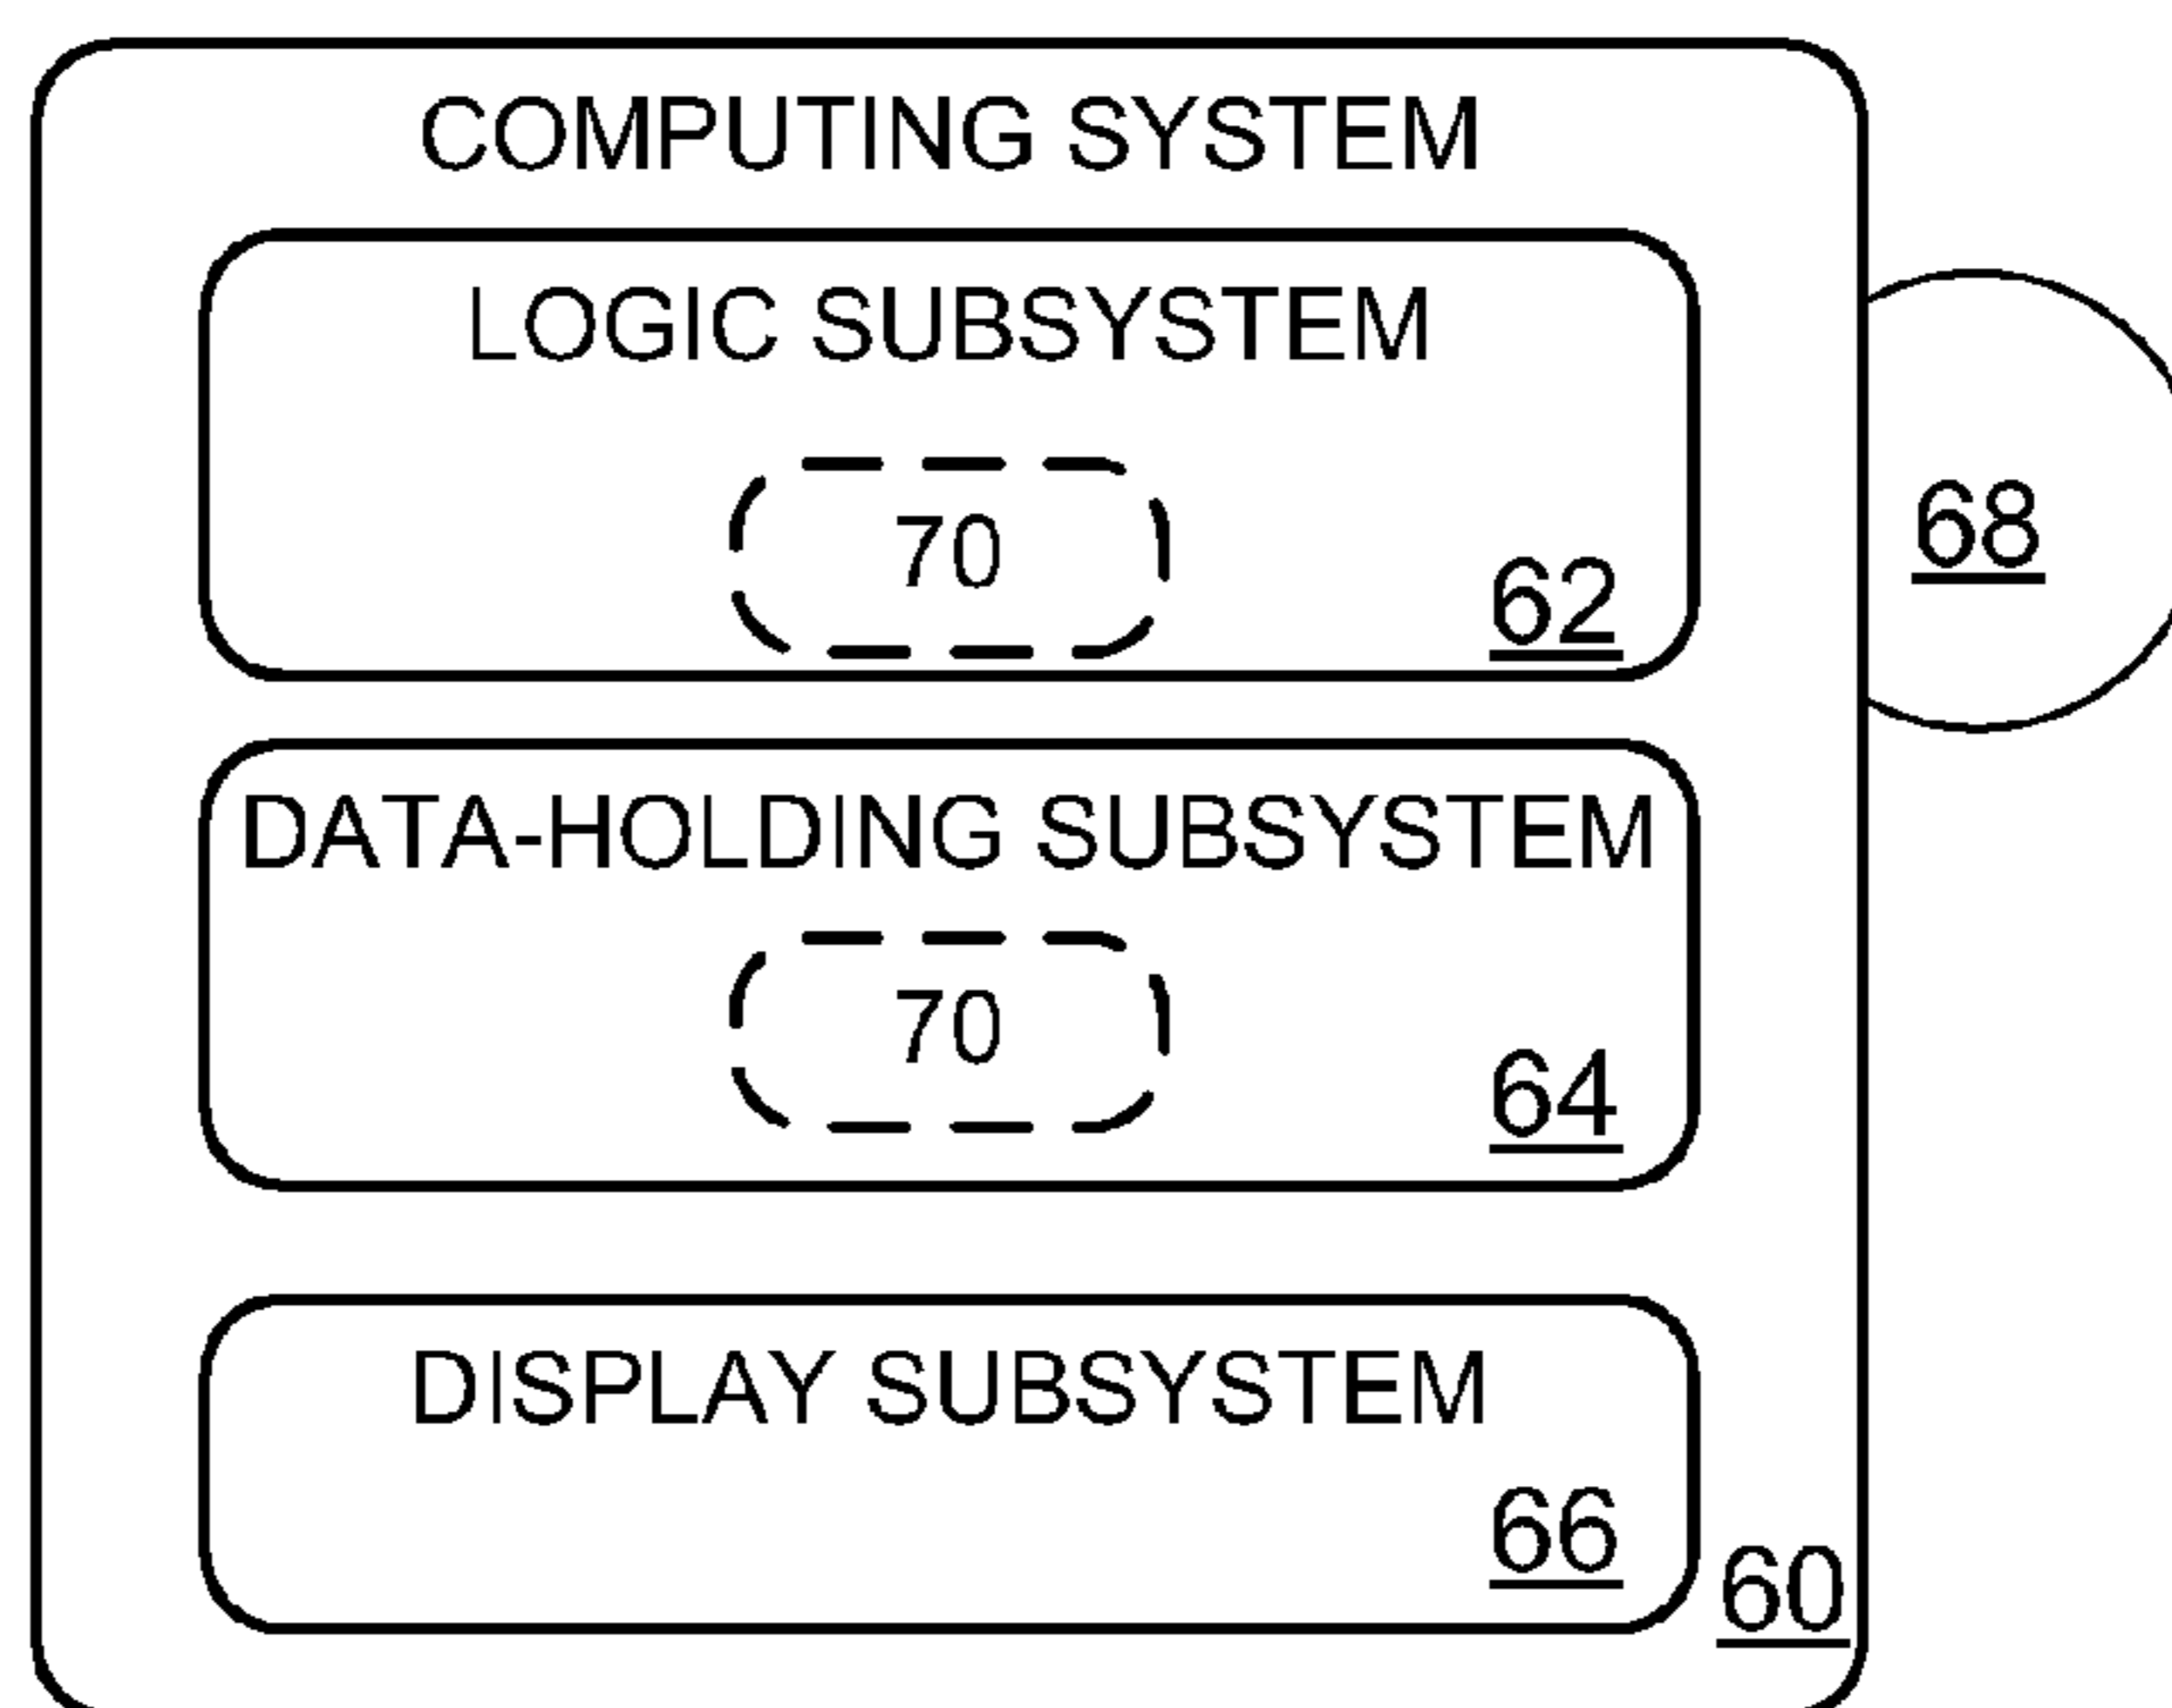 COMPUTING SYSTEM
LOGIC SUBSYSTEM
70
62
68
DATA-HOLDING SUBSYSTEM
70
64
DISPLAY SUBSYSTEM
66
60